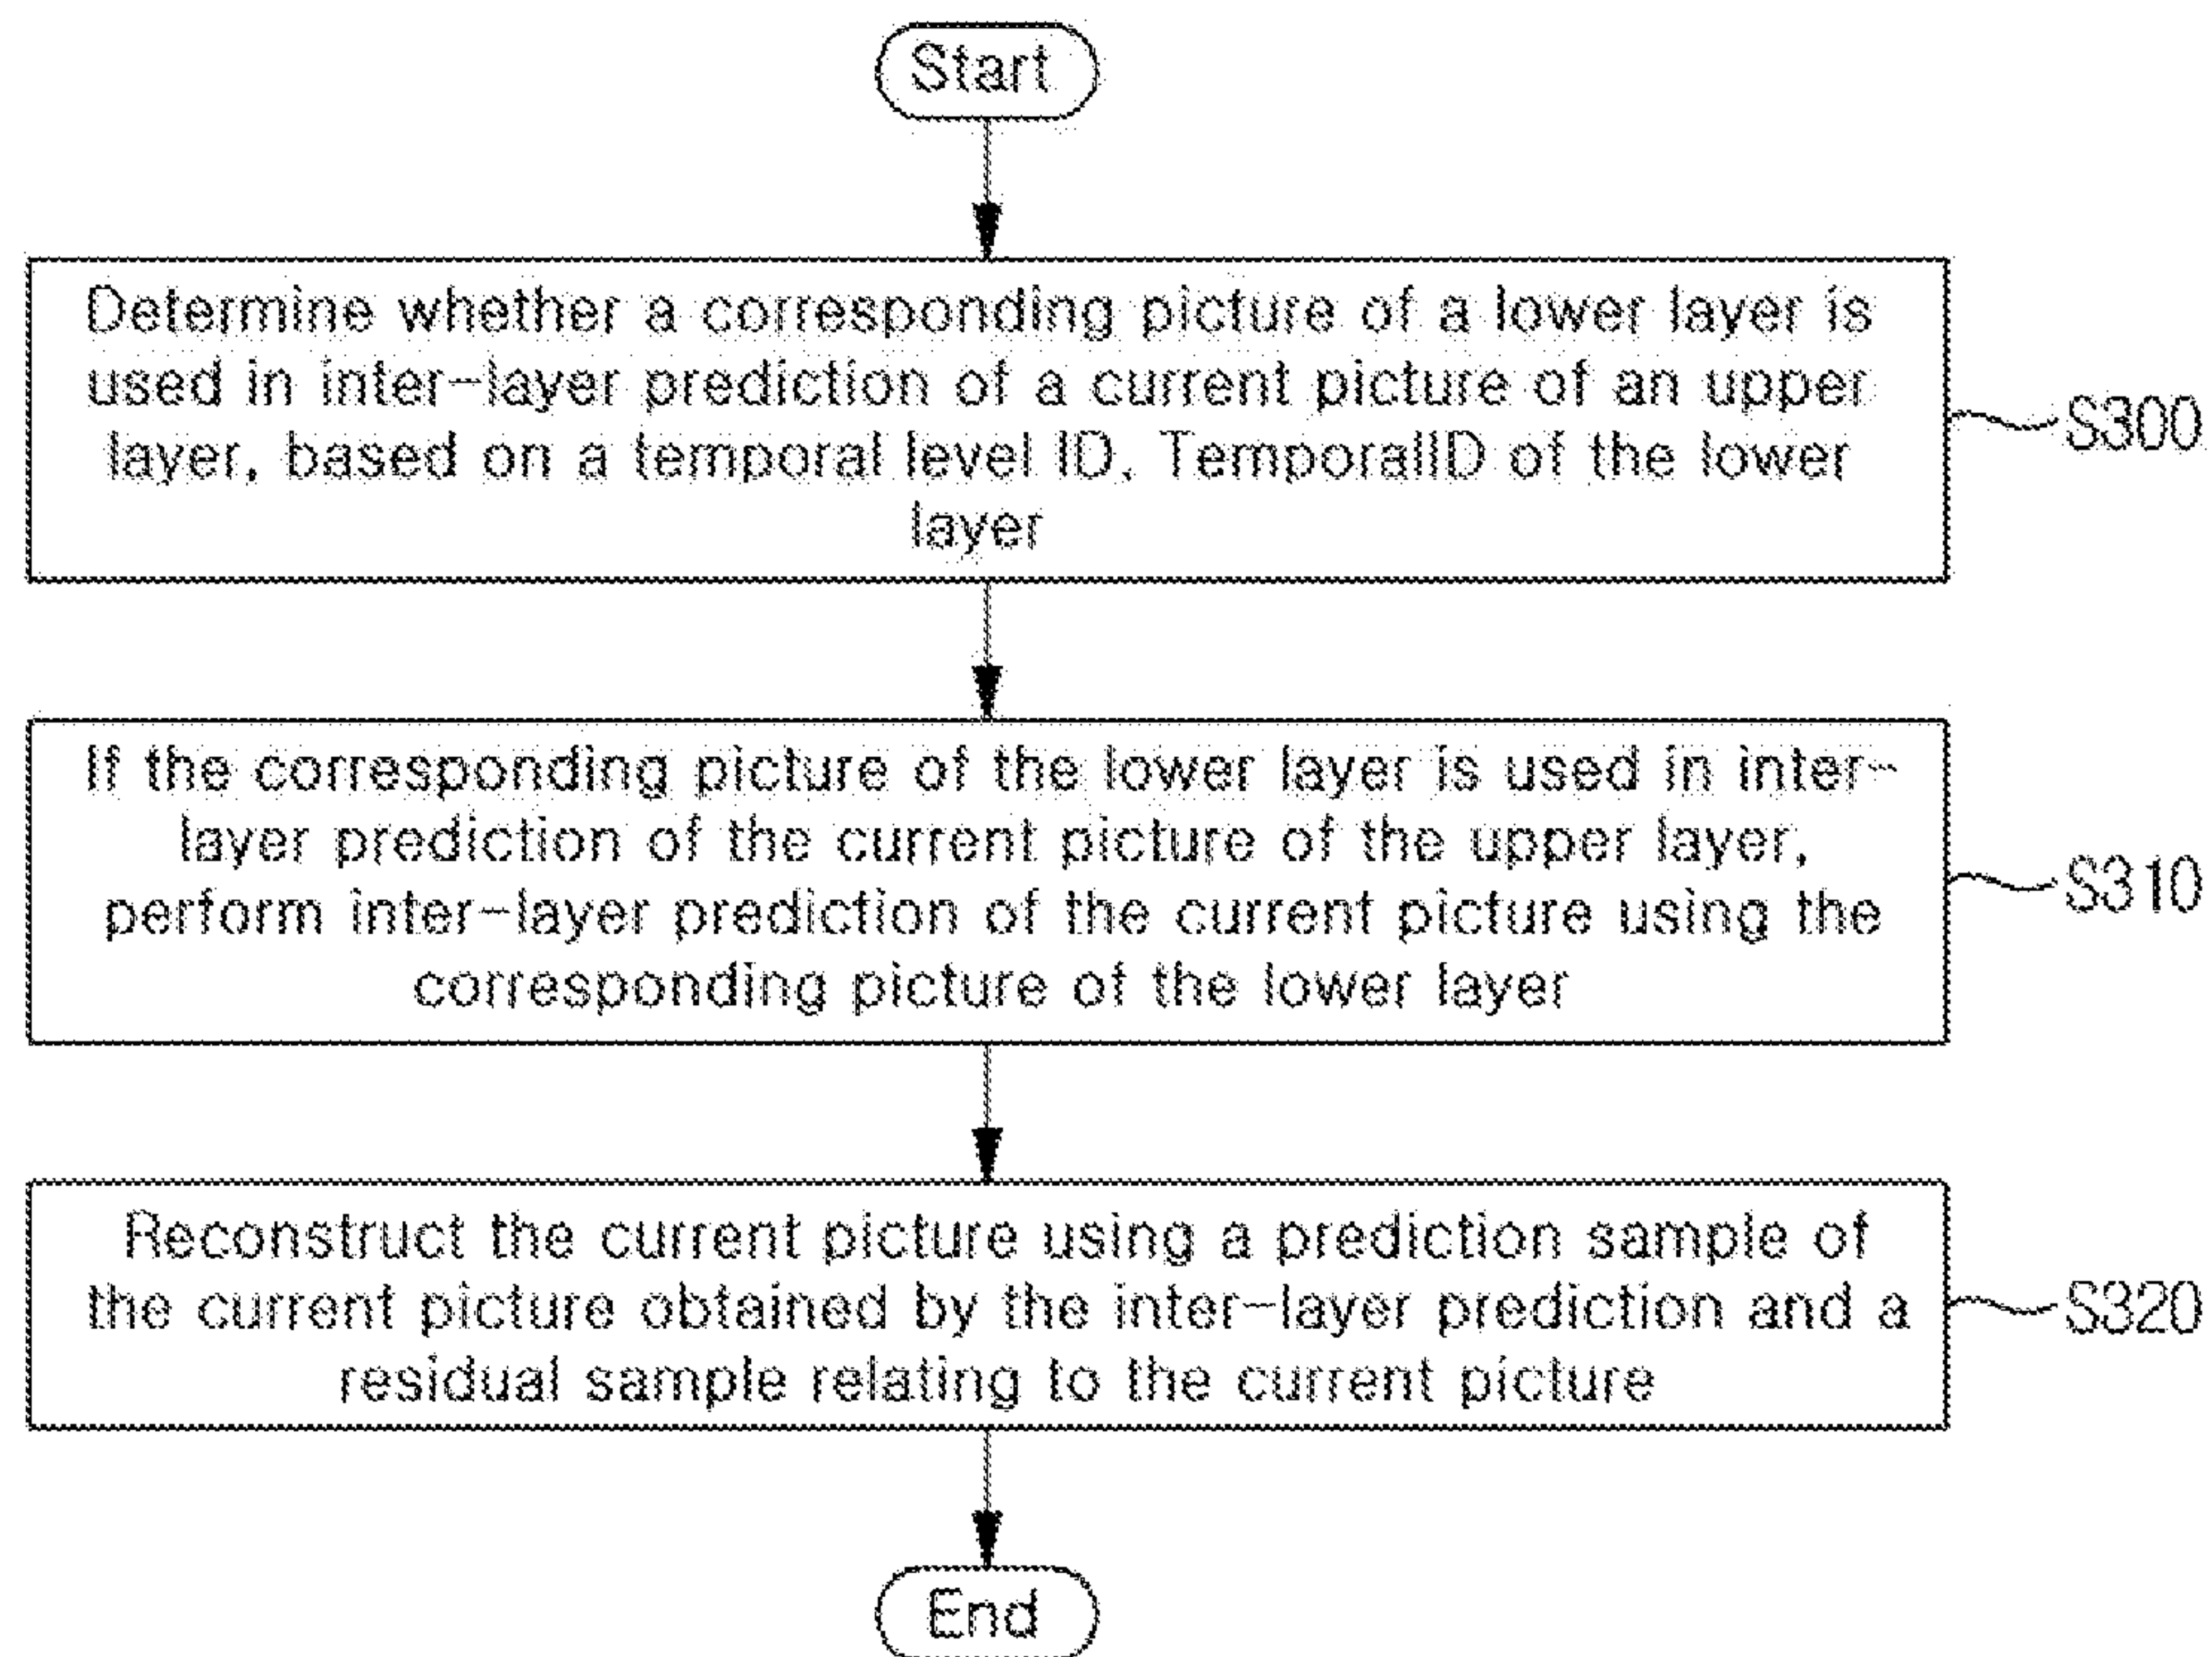 Start
Determine whether a corresponding picture of a lower layer is
used in inter-layer prediction of a current picture of an upper
layer, based on a temporal level ID, TemporalID of the lower
layer
S300
If the corresponding picture of the lower layer is used in inter-
layer prediction of the current picture of the upper layer,
perform inter-layer prediction of the current picture using the
corresponding picture of the lower layer
S310
Reconstruct the current picture using a prediction sample of
the current picture obtained by the inter-layer prediction and a
residual sample relating to the current picture
S320
End